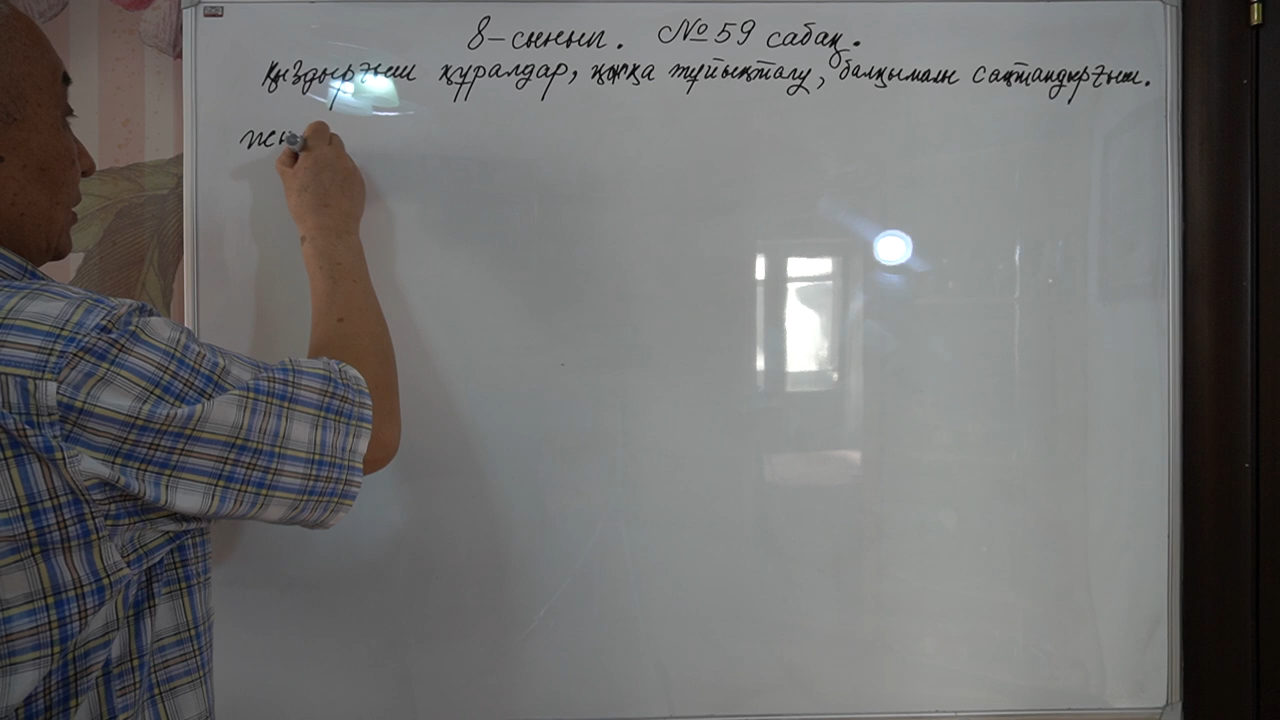 8-сынып. №59 сабақ.
Қыздырғыш құралдар, қысқа тұйықталу, балқымалы сақтандырғыш.